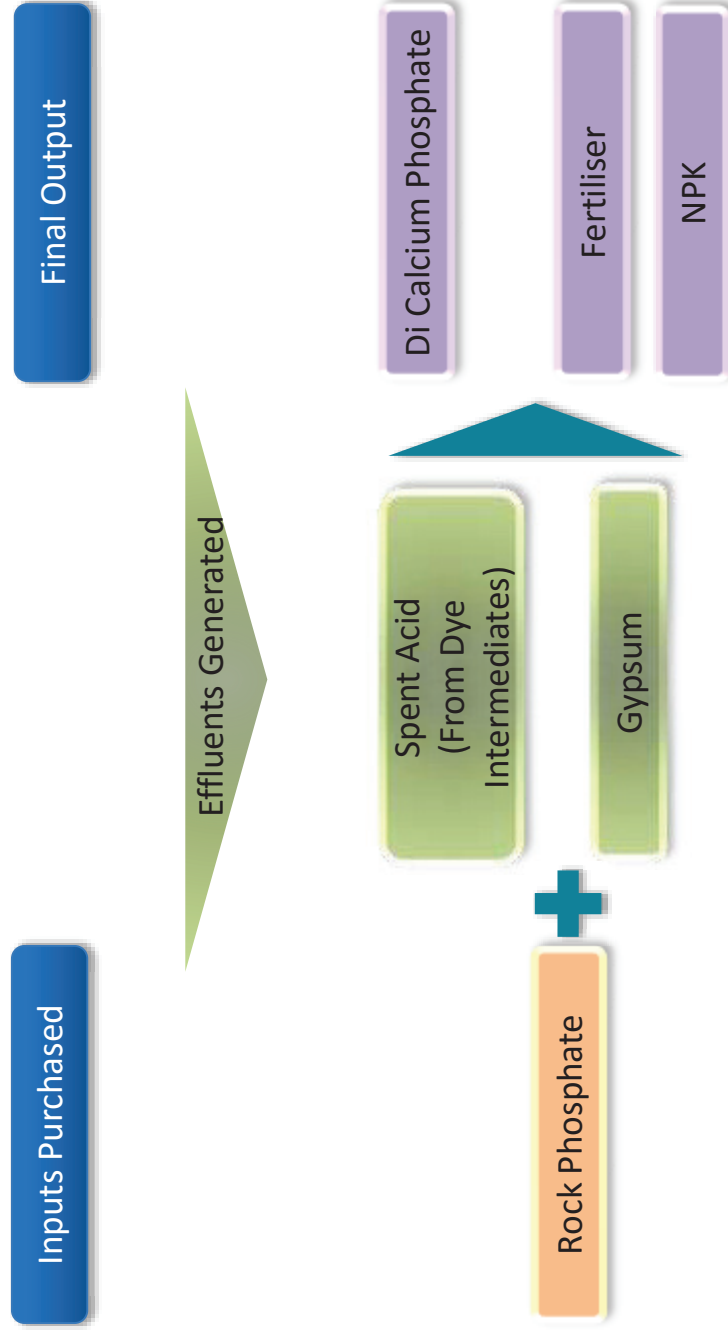 Inputs Purchased
Final Output
Effluents Generated
Rock Phosphate
Spent Acid
(From Dye
Intermediates)
Gypsum
Di Calcium Phosphate
Fertiliser
NPK